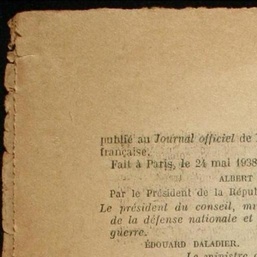 publié au Journal officiel de
française.
Fait à Paris, le 24 mai 1938
ALBERT
Par le Président de la Répu
Le président du conseil, mi
de la défense nationale et
guerre.
ÉDOUARD DALADIER.
Le ministre